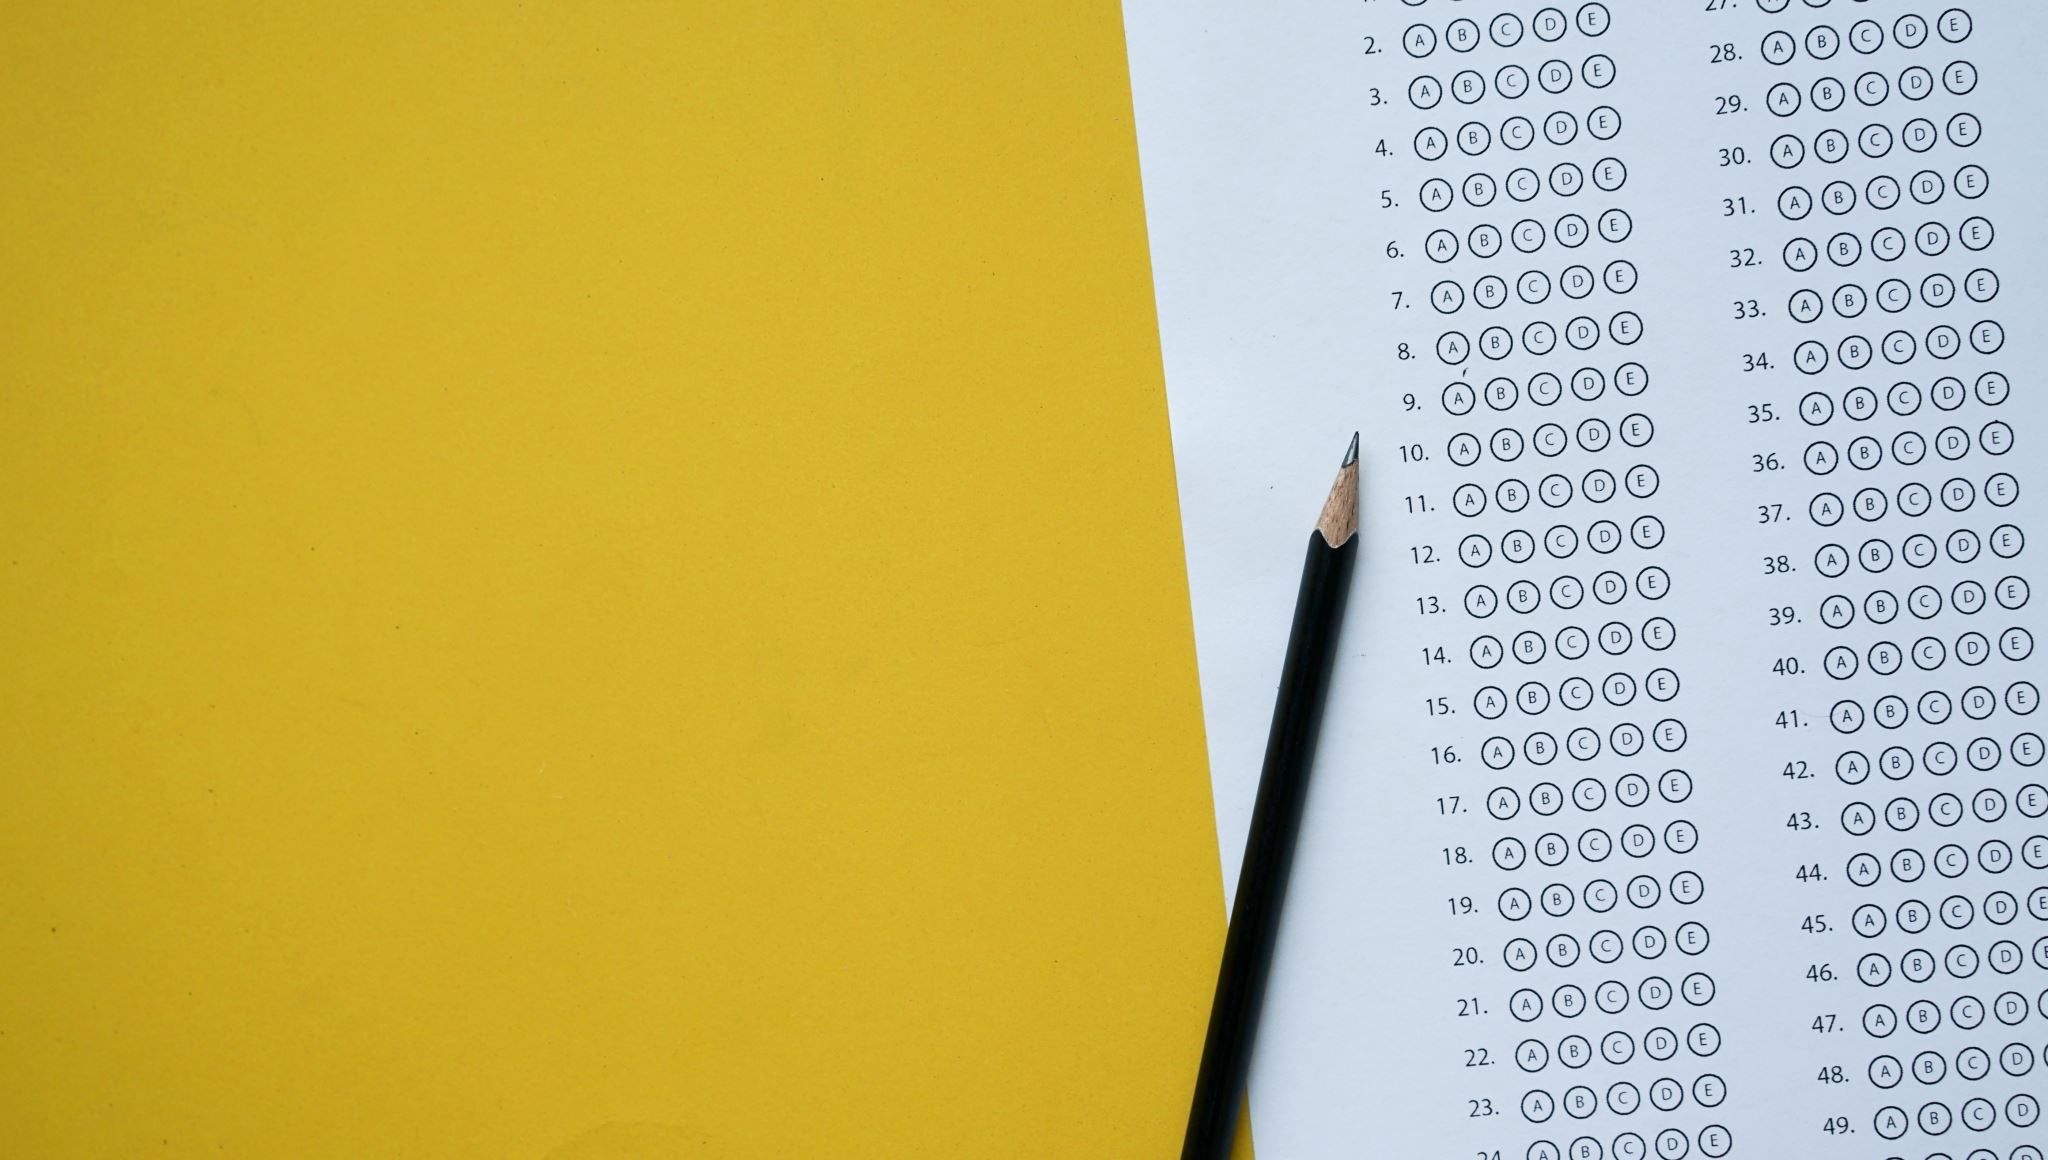 2. A B C D E
3. A B C D E
4. A B C D E
5. A B C D E
6. A B C D E
7. A B C D E
8. A B C D E
9. A B C D E
10. A B C D E
11. A B C D E
12. A B C D E
13. A B C D E
14. A B C D E
15. A B C D E
16. A B C D E
17. A B C D E
18. A B C D E
19. A B C D E
20. A B C D E
21. A B C D E
22. A B C D E
23. A B C D E
24. A B C D E
27. A
28. A B C D E
29. A B C D E
30. A B C D E
31. A B C D E
32. A B C D E
33. A B C D E
34. A B C D E
35. A B C D E
36. A B C D E
37. A B C D E
38. A B C D E
39. A B C D E
40. A B C D E
41. A B C D E
42. A B C D E
43. A B C D E
44. A B C D E
45. A B C D E
46. A B C D E
47. A B C D
48. A B C D
49. A B C D